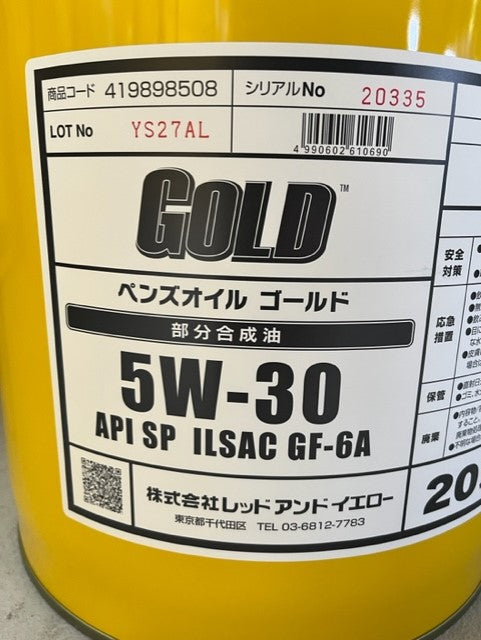 商品コード 419898508
シリアルNo 20335
LOT No YS27AL
4 990602 610690
GOLD™
安全
対策
ペンズオイル ゴールド
応急
措置
部分合成油
5W-30
API SP ILSAC GF-6A
保管
廃棄
株式会社レッドアンドイエロー
東京都千代田区 TEL 03-6812-7783
20